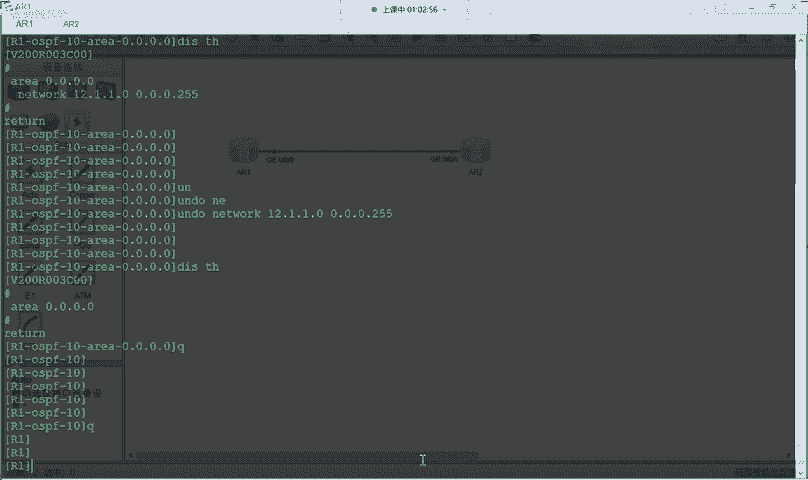 AR1
上课中 01:02:56
AR1 AR2
[R1-ospf-10-area-0.0.0.0]dis th
[V200R003C00]
#
area 0.0.0.0
network 12.1.1.0 0.0.0.255
#
return
[R1-ospf-10-area-0.0.0.0]
[R1-ospf-10-area-0.0.0.0]
[R1-ospf-10-area-0.0.0.0]
[R1-ospf-10-area-0.0.0.0]
[R1-ospf-10-area-0.0.0.0]un
[R1-ospf-10-area-0.0.0.0]undo ne
[R1-ospf-10-area-0.0.0.0]undo network 12.1.1.0 0.0.0.255
[R1-ospf-10-area-0.0.0.0]
[R1-ospf-10-area-0.0.0.0]
[R1-ospf-10-area-0.0.0.0]
[R1-ospf-10-area-0.0.0.0]dis th
[V200R003C00]
#
area 0.0.0.0
#
return
[R1-ospf-10-area-0.0.0.0]q
[R1-ospf-10]
[R1-ospf-10]
[R1-ospf-10]
[R1-ospf-10]
[R1-ospf-10]
[R1-ospf-10]q
[R1]
[R1]
[R1]
GE 0/0/0 GE 0/0/0
AR1 AR2
E1 ATM